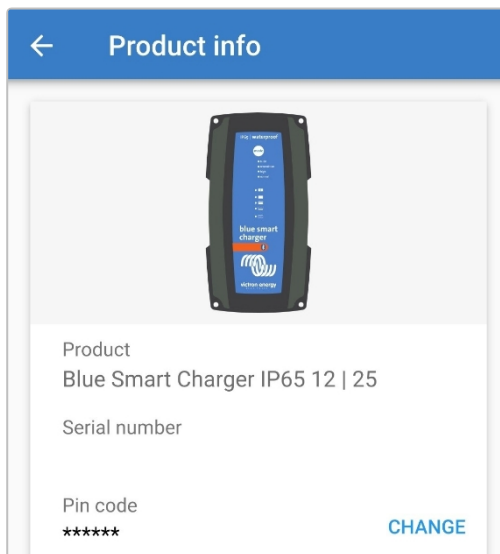 Product info
blue smart
charger
victron energy
Product
Blue Smart Charger IP65 12 | 25
Serial number
Pin code
******
CHANGE